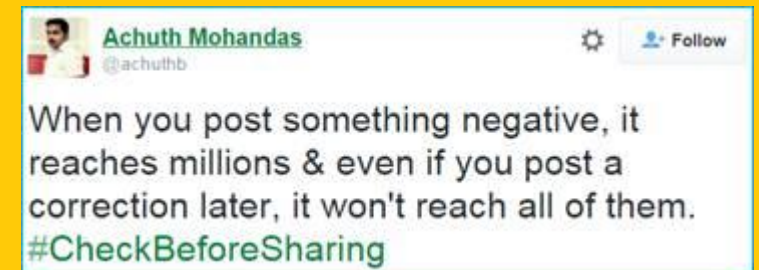 Achuth Mohandas
Follow
@achuthb
When you post something negative, it
reaches millions & even if you post a
correction later, it won't reach all of them.
#CheckBeforeSharing